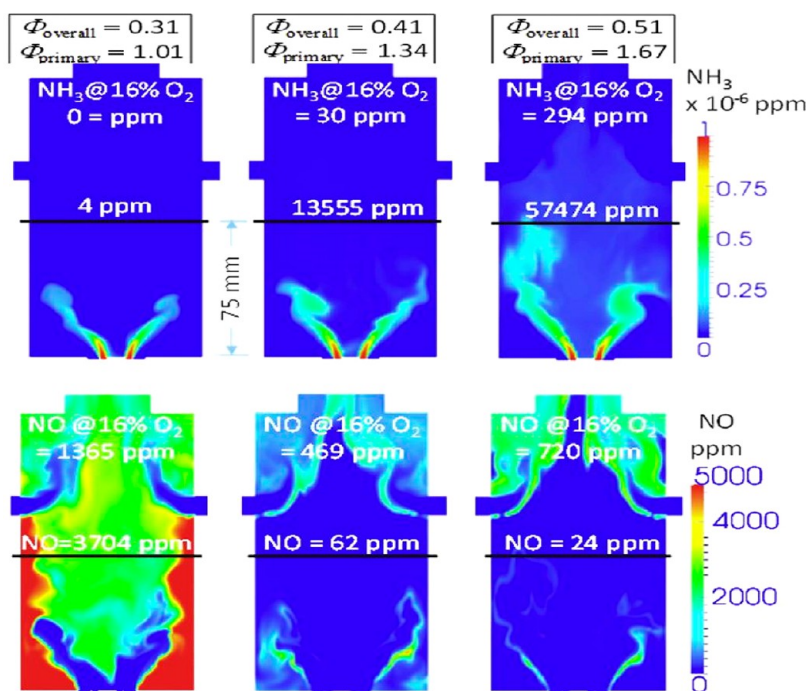 Φoverall = 0.31
Φprimary = 1.01
Φoverall = 0.41
Φprimary = 1.34
Φoverall = 0.51
Φprimary = 1.67
NH₃@16% O₂
0 = ppm
NH₃@16% O₂
= 30 ppm
NH₃@16% O₂
= 294 ppm
NH₃
x 10⁻⁶ ppm
1
0.75
0.5
0.25
0
4 ppm
13555 ppm
57474 ppm
75 mm
NO @16% O₂
= 1365 ppm
NO @16% O₂
= 469 ppm
NO @16% O₂
= 720 ppm
NO
ppm
5000
4000
2000
0
NO=3704 ppm
NO = 62 ppm
NO = 24 ppm